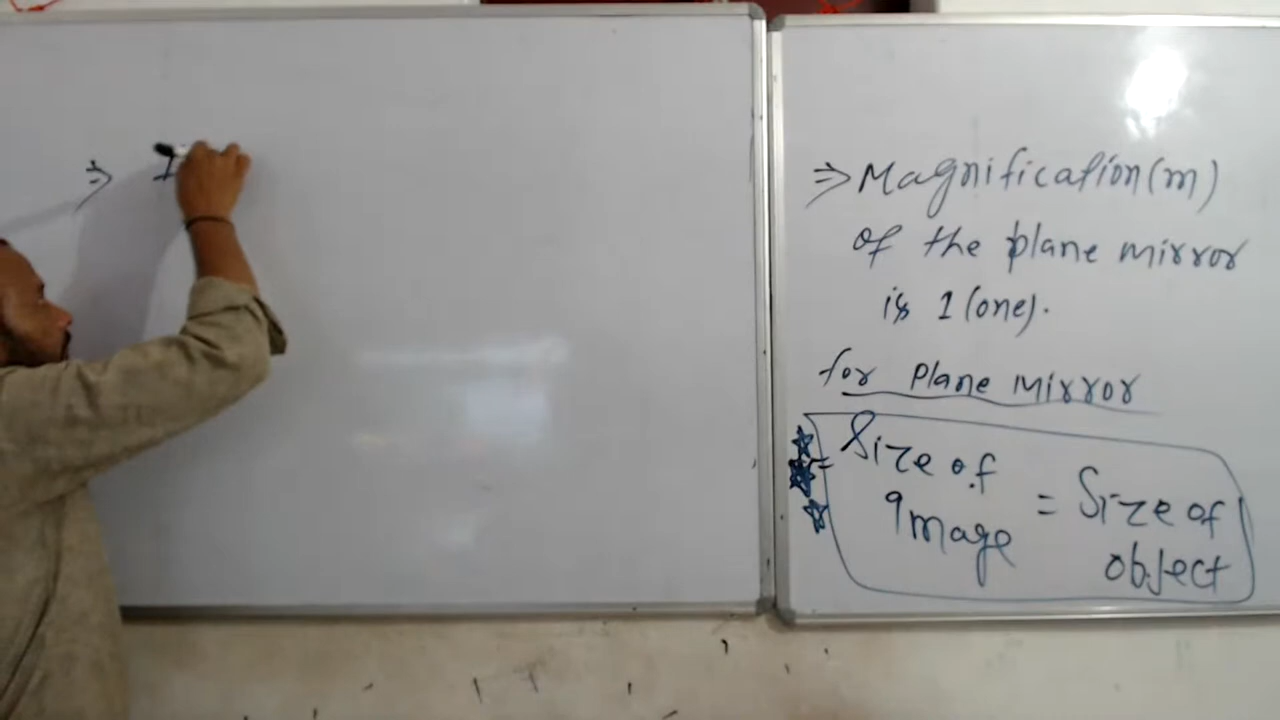 ⇒ I
⇒ Magnification(m)
of the plane mirror
is 1 (one).
for Plane Mirror
Size of
Image
= Size of
object